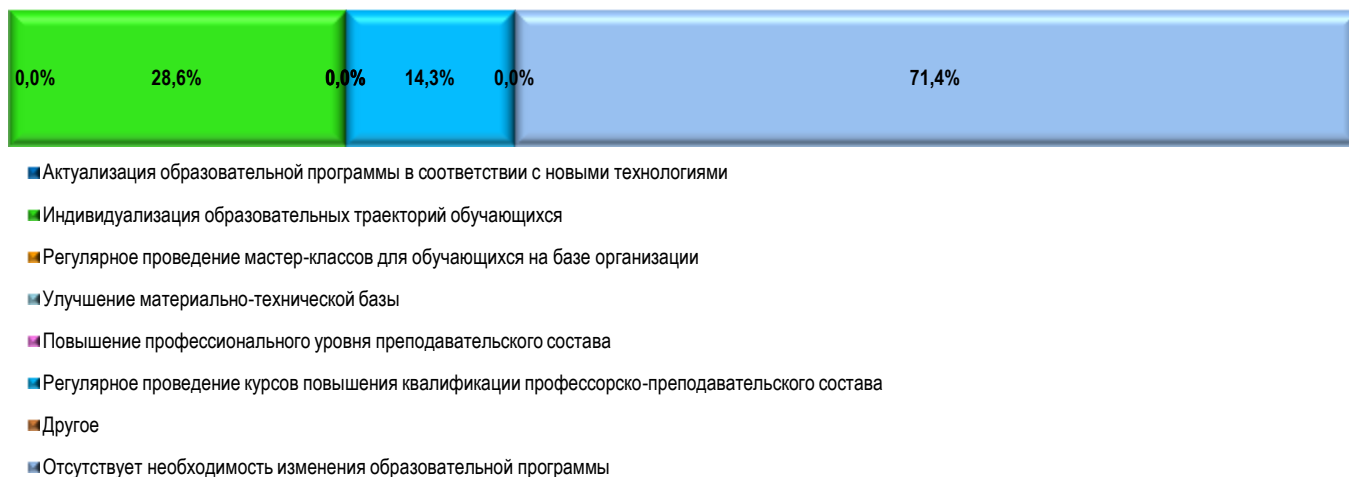 0,0% 28,6% 0,0% 14,3% 0,0% 71,4%
Актуализация образовательной программы в соответствии с новыми технологиями
Индивидуализация образовательных траекторий обучающихся
Регулярное проведение мастер-классов для обучающихся на базе организации
Улучшение материально-технической базы
Повышение профессионального уровня преподавательского состава
Регулярное проведение курсов повышения квалификации профессорско-преподавательского состава
Другое
Отсутствует необходимость изменения образовательной программы